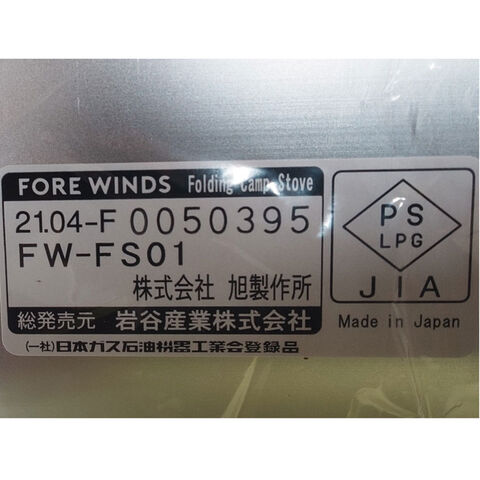 FORE WINDS Folding Camp Stove
21.04-F 0050395
FW-FS01
株式会社 旭製作所
総発売元 岩谷産業株式会社
(一社)日本ガス石油機器工業会登録品
PS
LPG
JIA
Made in Japan